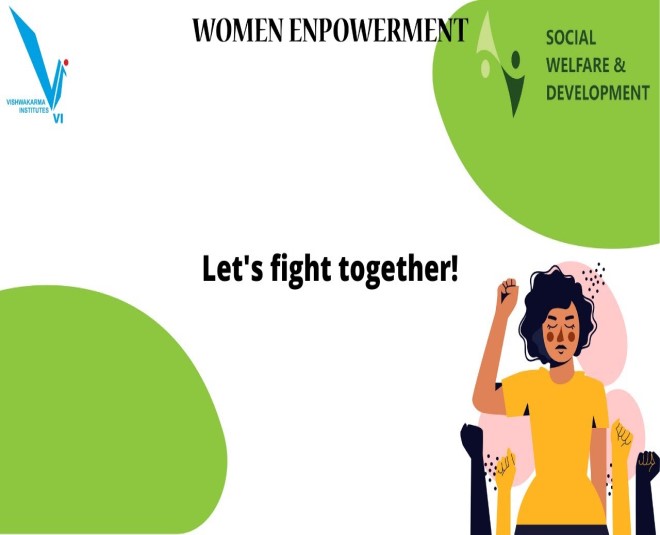 WOMEN ENPOWERMENT
SOCIAL
WELFARE &
DEVELOPMENT
VISHWAKARMA
INSTITUTES
VI
Let's fight together!